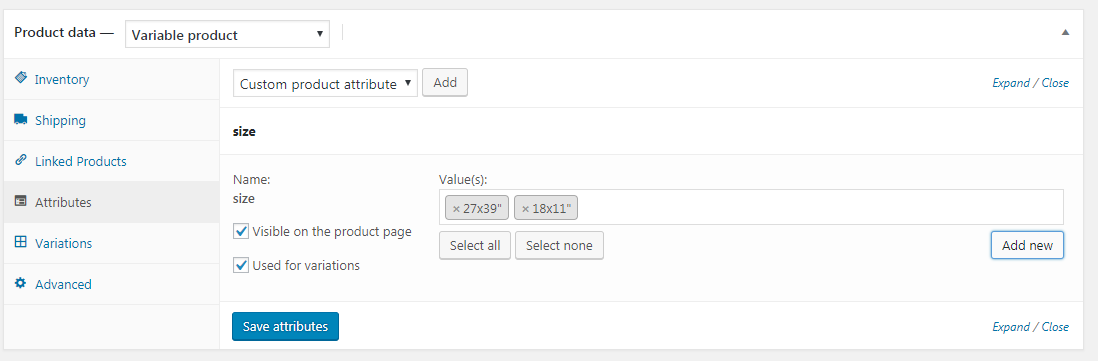 Product data — Variable product
Inventory
Shipping
Linked Products
Attributes
Variations
Advanced
Custom product attribute Add Expand / Close
size
Name: Value(s):
size × 27x39" × 18x11"
Visible on the product page
Select all Select none Add new
Used for variations
Save attributes Expand / Close